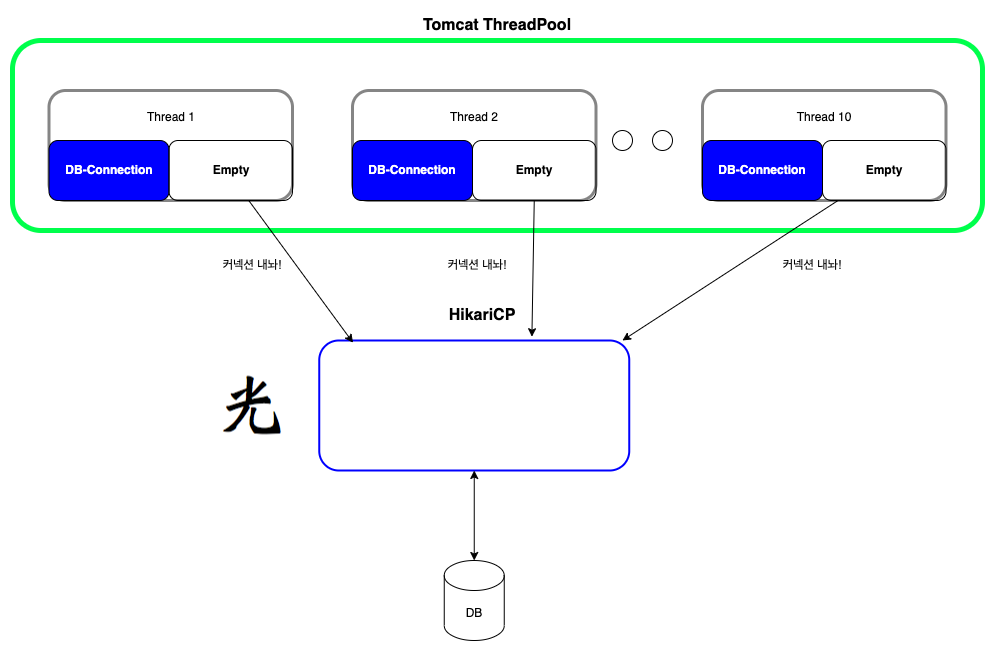 Tomcat ThreadPool
Thread 1
Thread 2
Thread 10
DB-Connection
Empty
DB-Connection
Empty
DB-Connection
Empty
커넥션 내놔!
커넥션 내놔!
커넥션 내놔!
HikariCP
光
DB